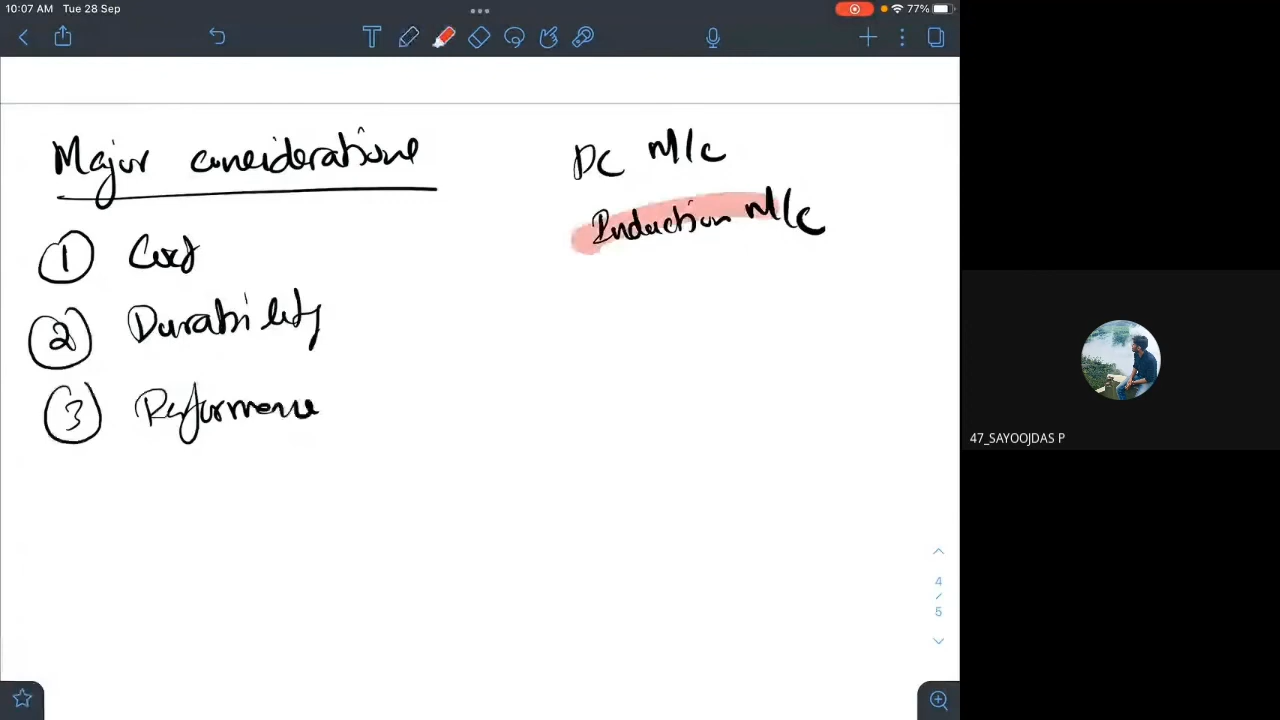 10:07 AM Tue 28 Sep
77%
Major considerations
DC M/c
Induction M/c
1 Cost
2 Durability
3 Performance
4
/
5
47_SAYOOJDAS P